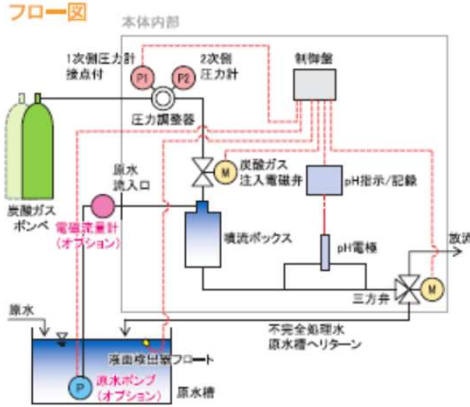 フロー図
本体内部
1次側圧力計
接点付
P1
P2
2次側
圧力計
制御盤
圧力調整器
炭酸ガス
ボンベ
原水
流入口
M
炭酸ガス
注入電磁弁
pH指示/記録
電磁流量計
(オプション)
噴流ボックス
pH電極
放流
三方弁
M
原水
不完全処理水
原水槽へリターン
液面検出器フロート
P
原水ポンプ
(オプション)
原水槽